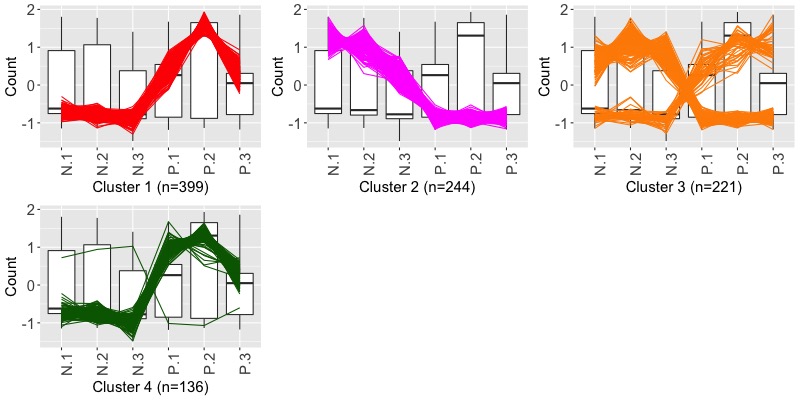 2
1
0
-1
Count
N.1
N.2
N.3
P.1
P.2
P.3
Cluster 1 (n=399)
2
1
0
-1
Count
N.1
N.2
N.3
P.1
P.2
P.3
Cluster 2 (n=244)
2
1
0
-1
Count
N.1
N.2
N.3
P.1
P.2
P.3
Cluster 3 (n=221)
2
1
0
-1
Count
N.1
N.2
N.3
P.1
P.2
P.3
Cluster 4 (n=136)